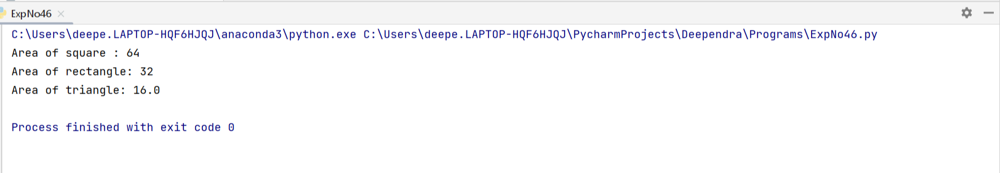 ExpNo46
C:\Users\deepe.LAPTOP-HQF6HJQJ\anaconda3\python.exe C:\Users\deepe.LAPTOP-HQF6HJQJ\PycharmProjects\Deependra\Programs\ExpNo46.py
Area of square : 64
Area of rectangle: 32
Area of triangle: 16.0
Process finished with exit code 0